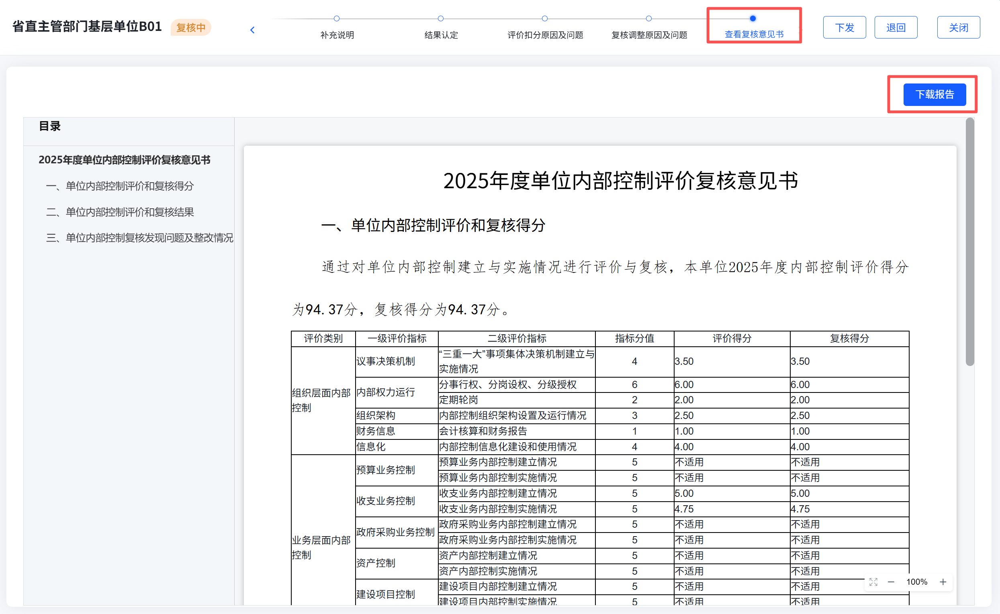 省直主管部门基层单位B01 复核中
补充说明 结果认定 评价扣分原因及问题 复核调整原因及问题 查看复核意见书
下发 退回 关闭
下载报告
目录
2025年度单位内部控制评价复核意见书
一、单位内部控制评价和复核得分
二、单位内部控制评价和复核结果
三、单位内部控制复核发现问题及整改情况
2025年度单位内部控制评价复核意见书
一、单位内部控制评价和复核得分
通过对单位内部控制建立与实施情况进行评价与复核，本单位2025年度内部控制评价得分
为94.37分，复核得分为94.37分。
评价类别 一级评价指标 二级评价指标 指标分值 评价得分 复核得分
组织层面内部
控制
议事决策机制
“三重一大”事项集体决策机制建立与
实施情况
4 3.50 3.50
内部权力运行
分事行权、分岗设权、分级授权 6 6.00 6.00
定期轮岗 2 2.00 2.00
组织架构 内部控制组织架构设置及运行情况 3 2.50 2.50
财务信息 会计核算和财务报告 1 1.00 1.00
信息化 内部控制信息化建设和使用情况 4 4.00 4.00
业务层面内部
控制
预算业务控制
预算业务内部控制建立情况 5 不适用 不适用
预算业务内部控制实施情况 5 不适用 不适用
收支业务控制
收支业务内部控制建立情况 5 5.00 5.00
收支业务内部控制实施情况 5 4.75 4.75
政府采购业务控制
政府采购业务内部控制建立情况 5 不适用 不适用
政府采购业务内部控制实施情况 5 不适用 不适用
资产控制
资产内部控制建立情况 5 不适用 不适用
资产内部控制实施情况 5 不适用 不适用
建设项目控制
建设项目内部控制建立情况 5 不适用 不适用
建设项目内部控制实施情况 5 不适用 不适用
100%